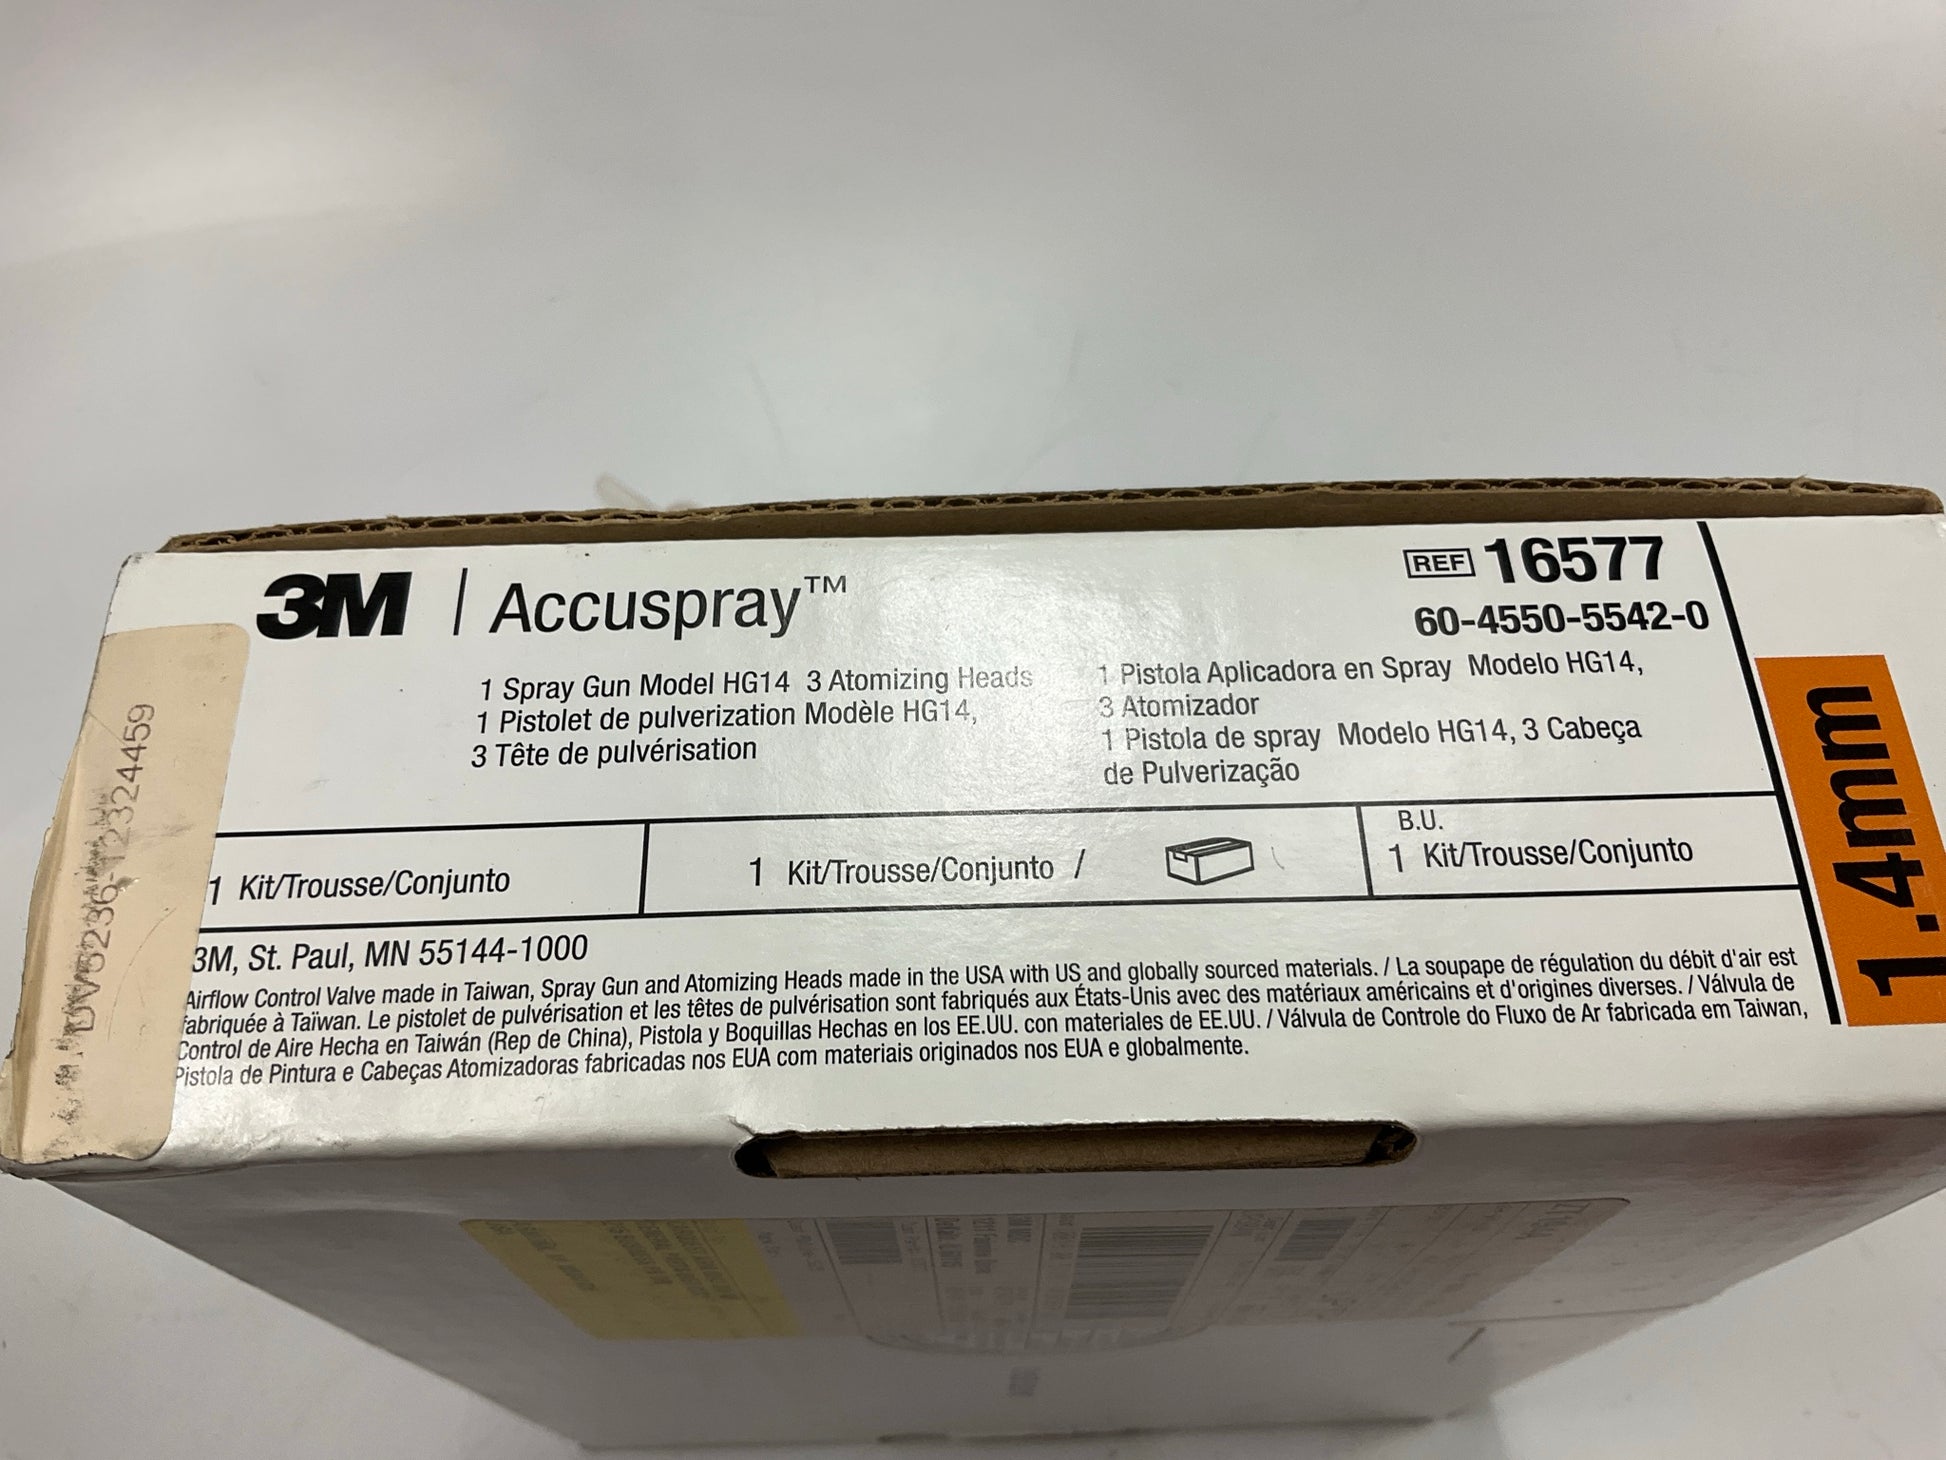 3M | Accuspray™
REF 16577
60-4550-5542-0
1 Spray Gun Model HG14 3 Atomizing Heads
1 Pistolet de pulverization Modèle HG14,
3 Tête de pulvérisation
1 Pistola Aplicadora en Spray Modelo HG14,
3 Atomizador
1 Pistola de spray Modelo HG14, 3 Cabeça
de Pulverização
1.4mm
1 Kit/Trousse/Conjunto
1 Kit/Trousse/Conjunto /
B.U.
1 Kit/Trousse/Conjunto
3M, St. Paul, MN 55144-1000
Airflow Control Valve made in Taiwan, Spray Gun and Atomizing Heads made in the USA with US and globally sourced materials. / La soupape de régulation du débit d'air est
fabriquée à Taïwan. Le pistolet de pulvérisation et les têtes de pulvérisation sont fabriqués aux États-Unis avec des matériaux américains et d'origines diverses. / Válvula de
Control de Aire Hecha en Taiwán (Rep de China), Pistola y Boquillas Hechas en los EE.UU. con materiales de EE.UU. / Válvula de Controle do Fluxo de Ar fabricada em Taiwan,
Pistola de Pintura e Cabeças Atomizadoras fabricadas nos EUA com materiais originados nos EUA e globalmente.